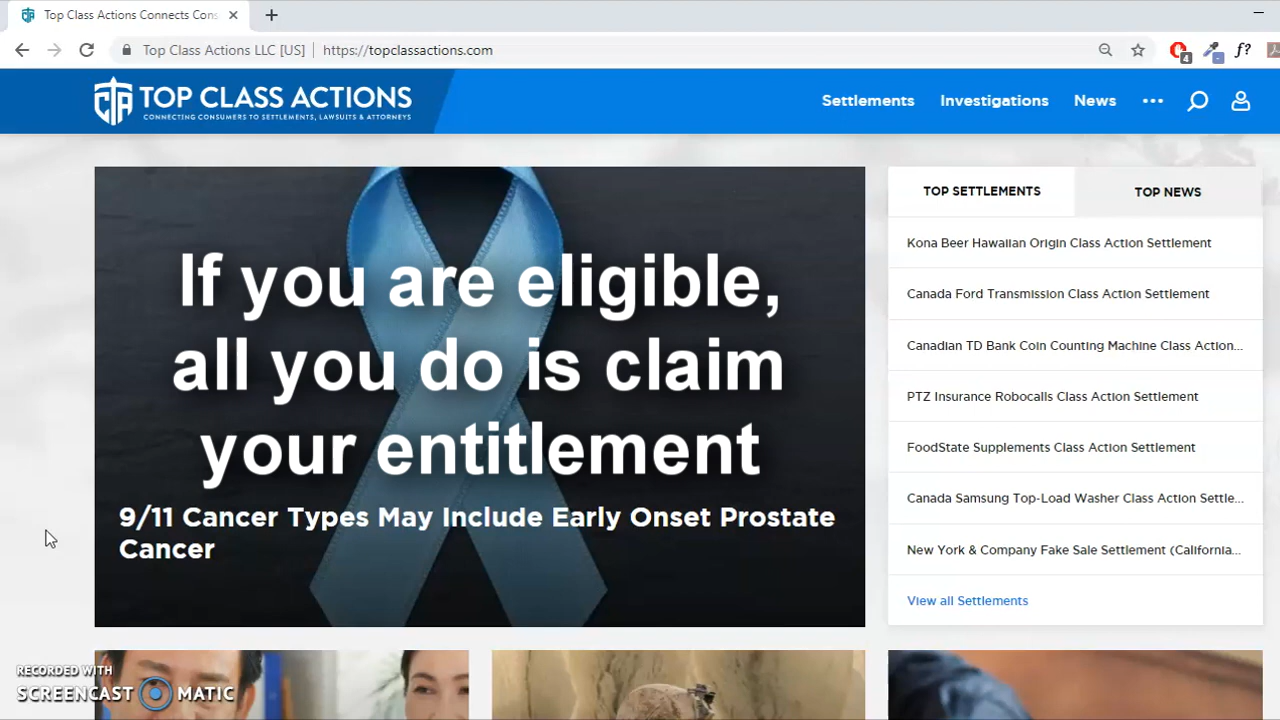 Top Class Actions Connects Cons
Top Class Actions LLC [US] | https://topclassactions.com
4
f?
TOP CLASS ACTIONS
CONNECTING CONSUMERS TO SETTLEMENTS, LAWSUITS & ATTORNEYS
Settlements Investigations News
If you are eligible,
all you do is claim
your entitlement
9/11 Cancer Types May Include Early Onset Prostate
Cancer
TOP SETTLEMENTS TOP NEWS
Kona Beer Hawaiian Origin Class Action Settlement
Canada Ford Transmission Class Action Settlement
Canadian TD Bank Coin Counting Machine Class Action...
PTZ Insurance Robocalls Class Action Settlement
FoodState Supplements Class Action Settlement
Canada Samsung Top-Load Washer Class Action Settle...
New York & Company Fake Sale Settlement (California...
View all Settlements
RECORDED WITH
SCREENCAST MATIC